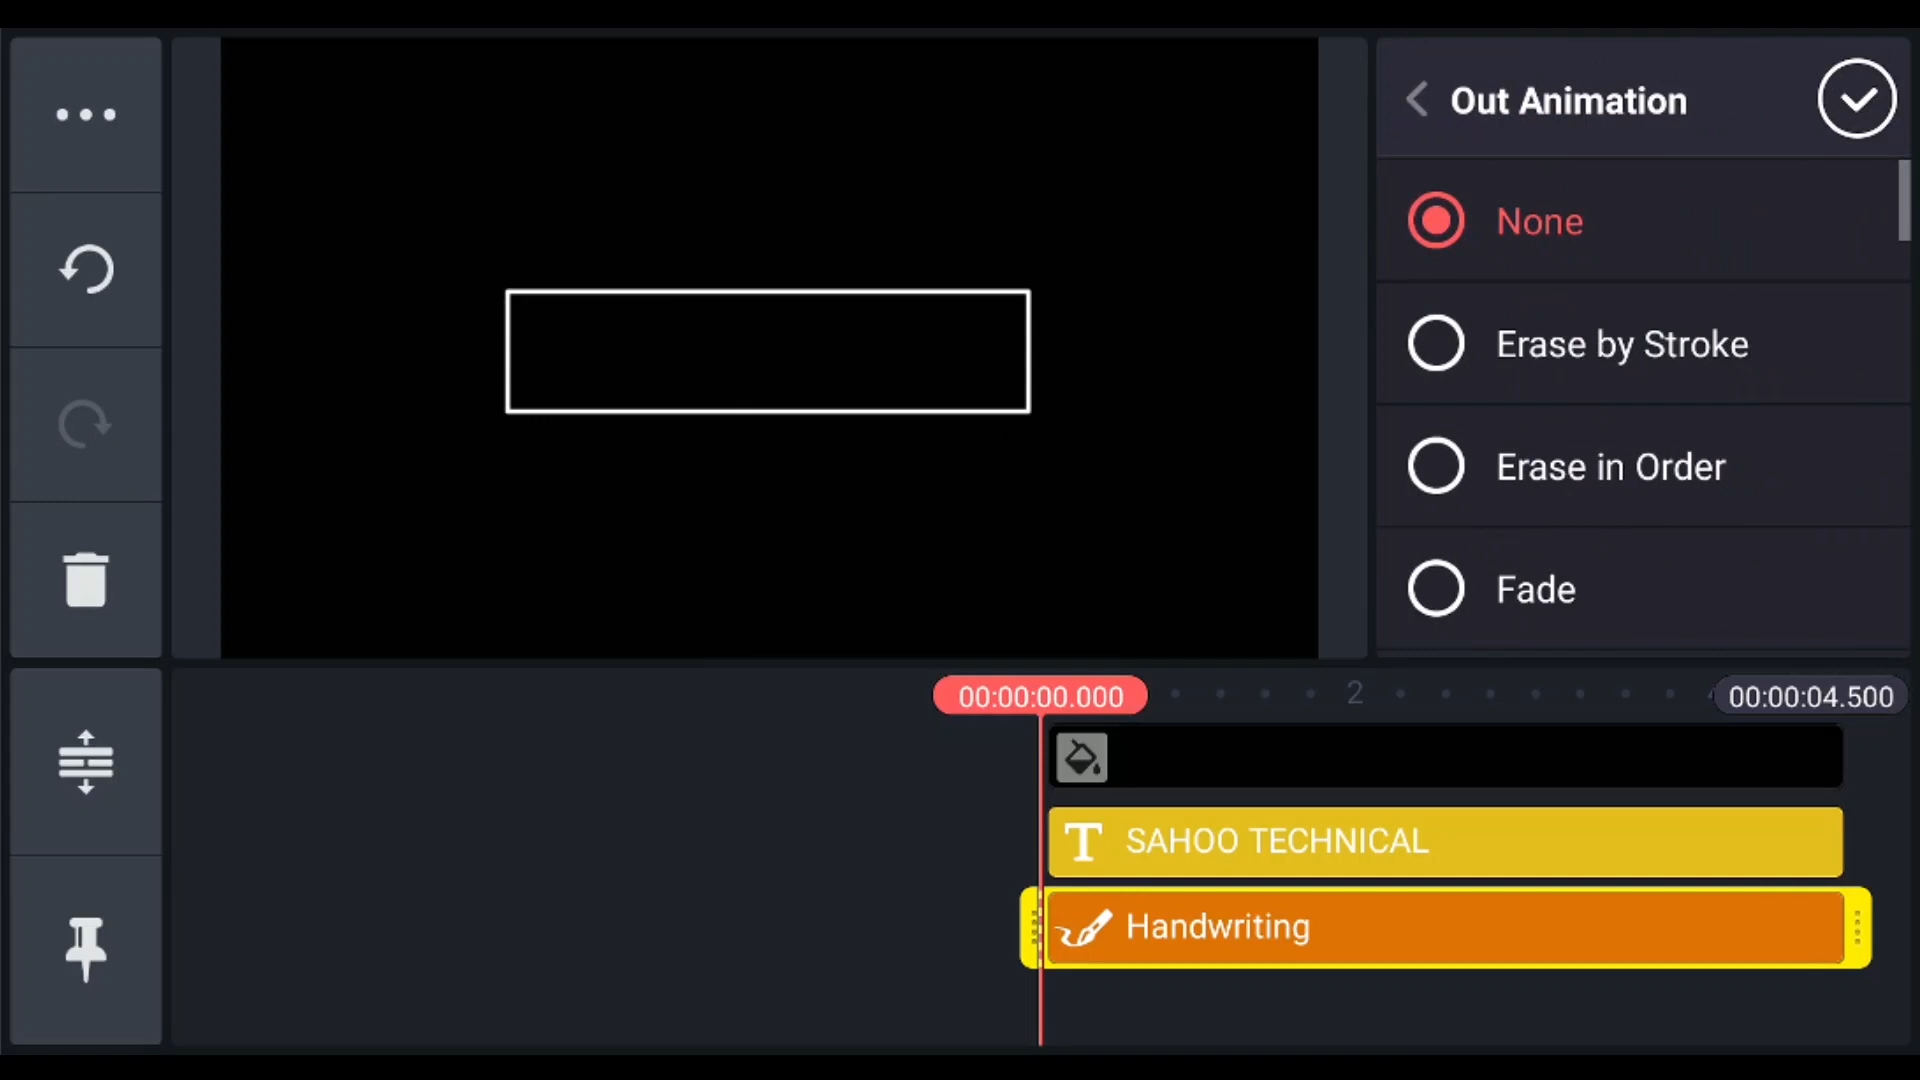 Out Animation
None
Erase by Stroke
Erase in Order
Fade
00:00:00.000
2
00:00:04.500
SAHOO TECHNICAL
Handwriting